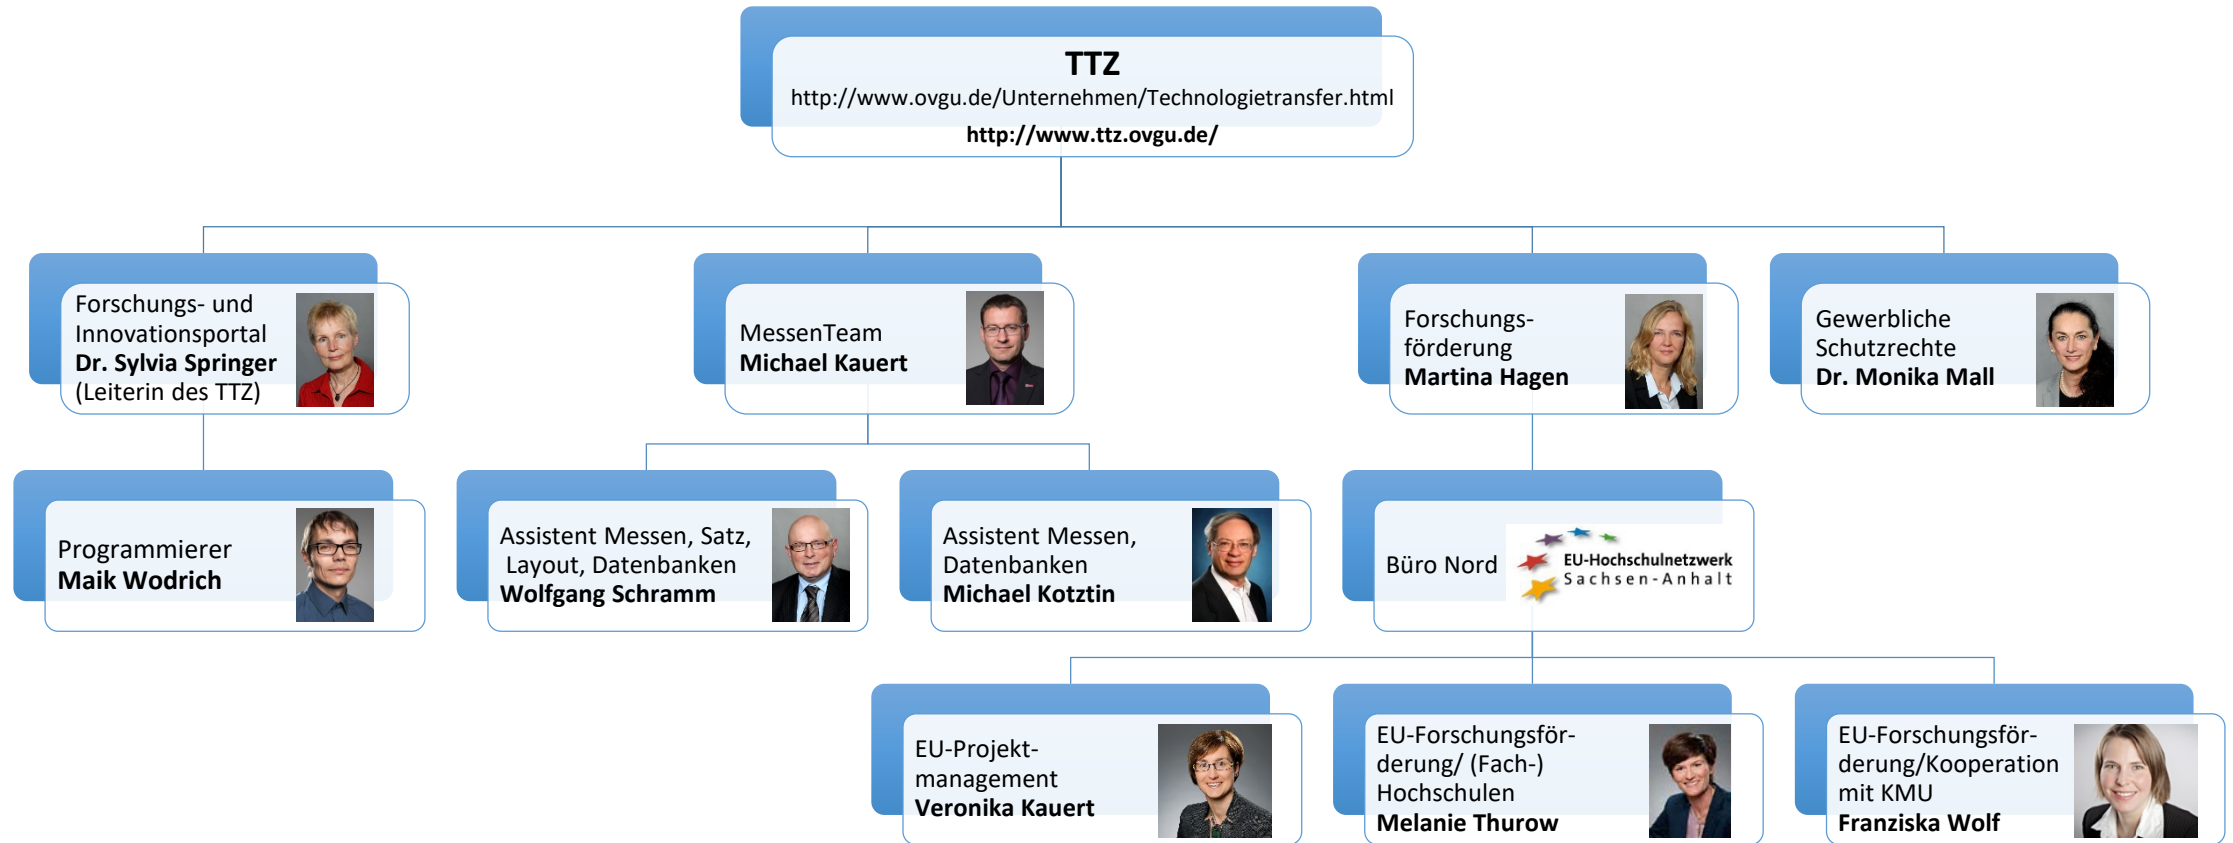 TTZ
http://www.ovgu.de/Unternehmen/Technologietransfer.html
http://www.ttz.ovgu.de/
Forschungs- und
Innovationsportal
Dr. Sylvia Springer
(Leiterin des TTZ)
MessenTeam
Michael Kauert
Forschungs-
förderung
Martina Hagen
Gewerbliche
Schutzrechte
Dr. Monika Mall
Programmierer
Maik Wodrich
Assistent Messen, Satz,
Layout, Datenbanken
Wolfgang Schramm
Assistent Messen,
Datenbanken
Michael Kotztin
Büro Nord
EU-Hochschulnetzwerk
Sachsen-Anhalt
EU-Projekt-
management
Veronika Kauert
EU-Forschungsför-
derung/ (Fach-)
Hochschulen
Melanie Thurow
EU-Forschungsför-
derung/Kooperation
mit KMU
Franziska Wolf